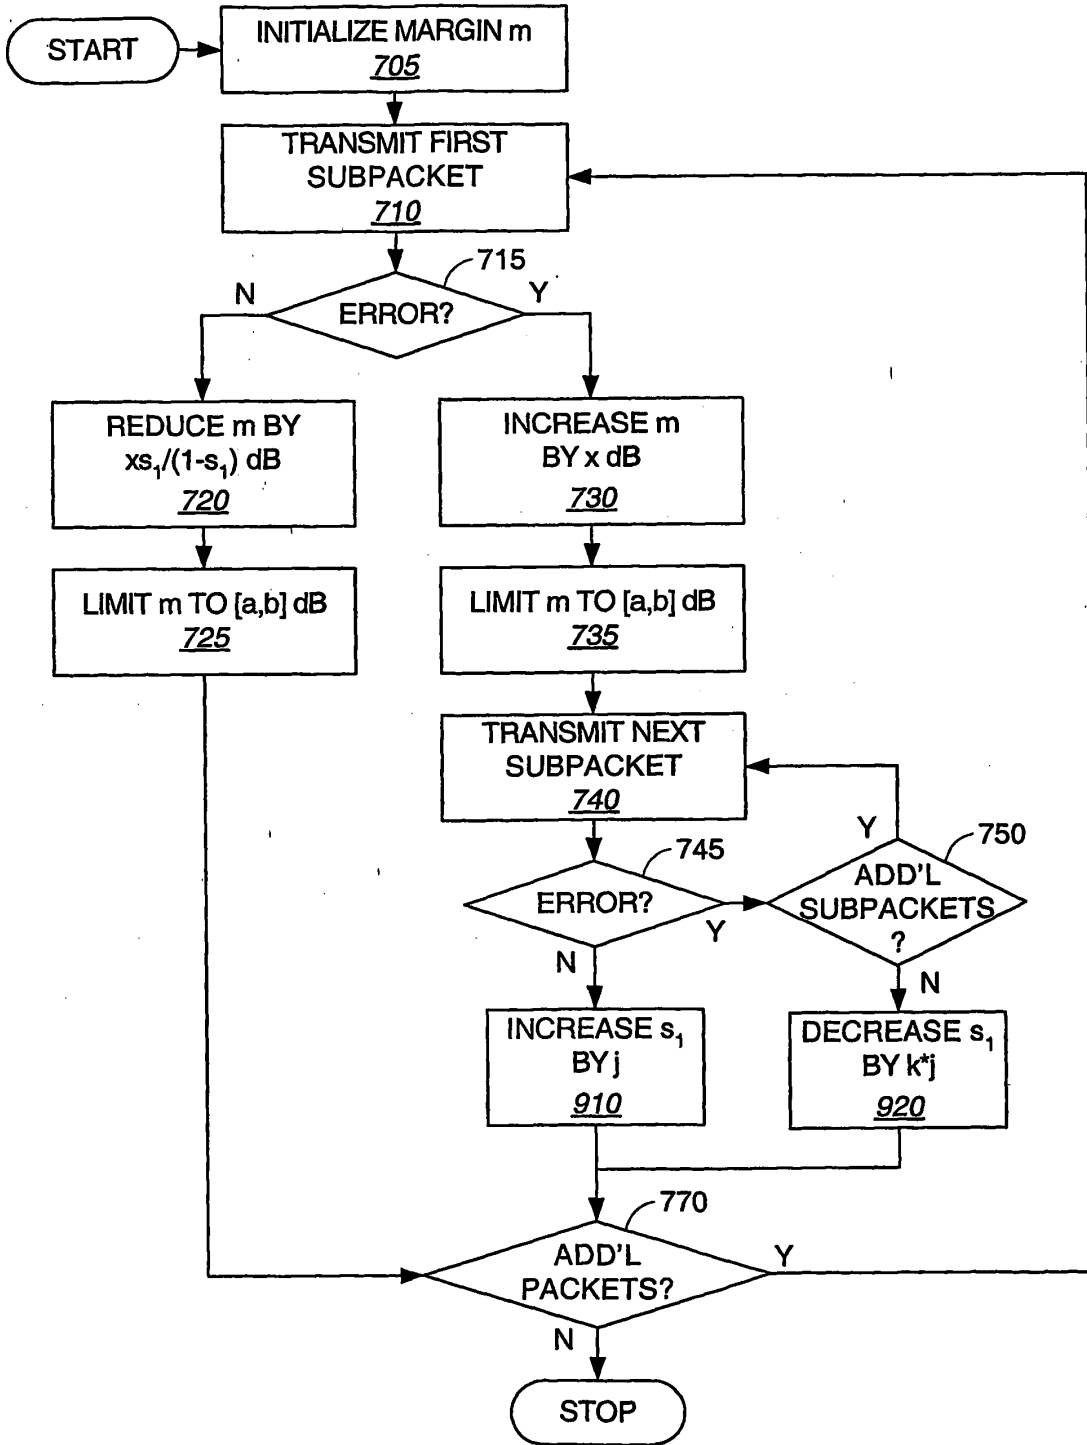 START
INITIALIZE MARGIN m
705
TRANSMIT FIRST
SUBPACKET
710
715
N
ERROR?
Y
REDUCE m BY
xs₁/(1-s₁) dB
720
INCREASE m
BY x dB
730
LIMIT m TO [a,b] dB
725
LIMIT m TO [a,b] dB
735
TRANSMIT NEXT
SUBPACKET
740
745
ERROR?
Y
N
750
Y
ADD'L
SUBPACKETS
?
N
INCREASE s₁
BY j
910
DECREASE s₁
BY k*j
920
770
ADD'L
PACKETS?
Y
N
STOP